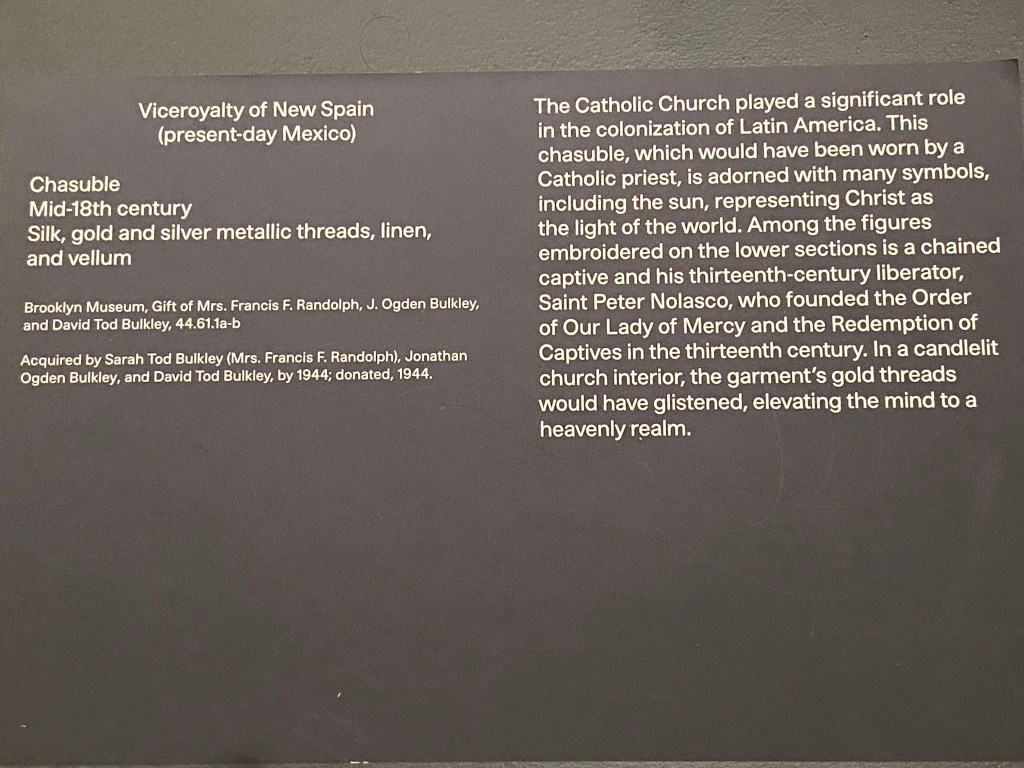 Viceroyalty of New Spain
(present-day Mexico)
Chasuble
Mid-18th century
Silk, gold and silver metallic threads, linen,
and vellum
Brooklyn Museum, Gift of Mrs. Francis F. Randolph, J. Ogden Bulkley,
and David Tod Bulkley, 44.61.1a-b
Acquired by Sarah Tod Bulkley (Mrs. Francis F. Randolph), Jonathan
Ogden Bulkley, and David Tod Bulkley, by 1944; donated, 1944.
The Catholic Church played a significant role
in the colonization of Latin America. This
chasuble, which would have been worn by a
Catholic priest, is adorned with many symbols,
including the sun, representing Christ as
the light of the world. Among the figures
embroidered on the lower sections is a chained
captive and his thirteenth-century liberator,
Saint Peter Nolasco, who founded the Order
of Our Lady of Mercy and the Redemption of
Captives in the thirteenth century. In a candlelit
church interior, the garment's gold threads
would have glistened, elevating the mind to a
heavenly realm.